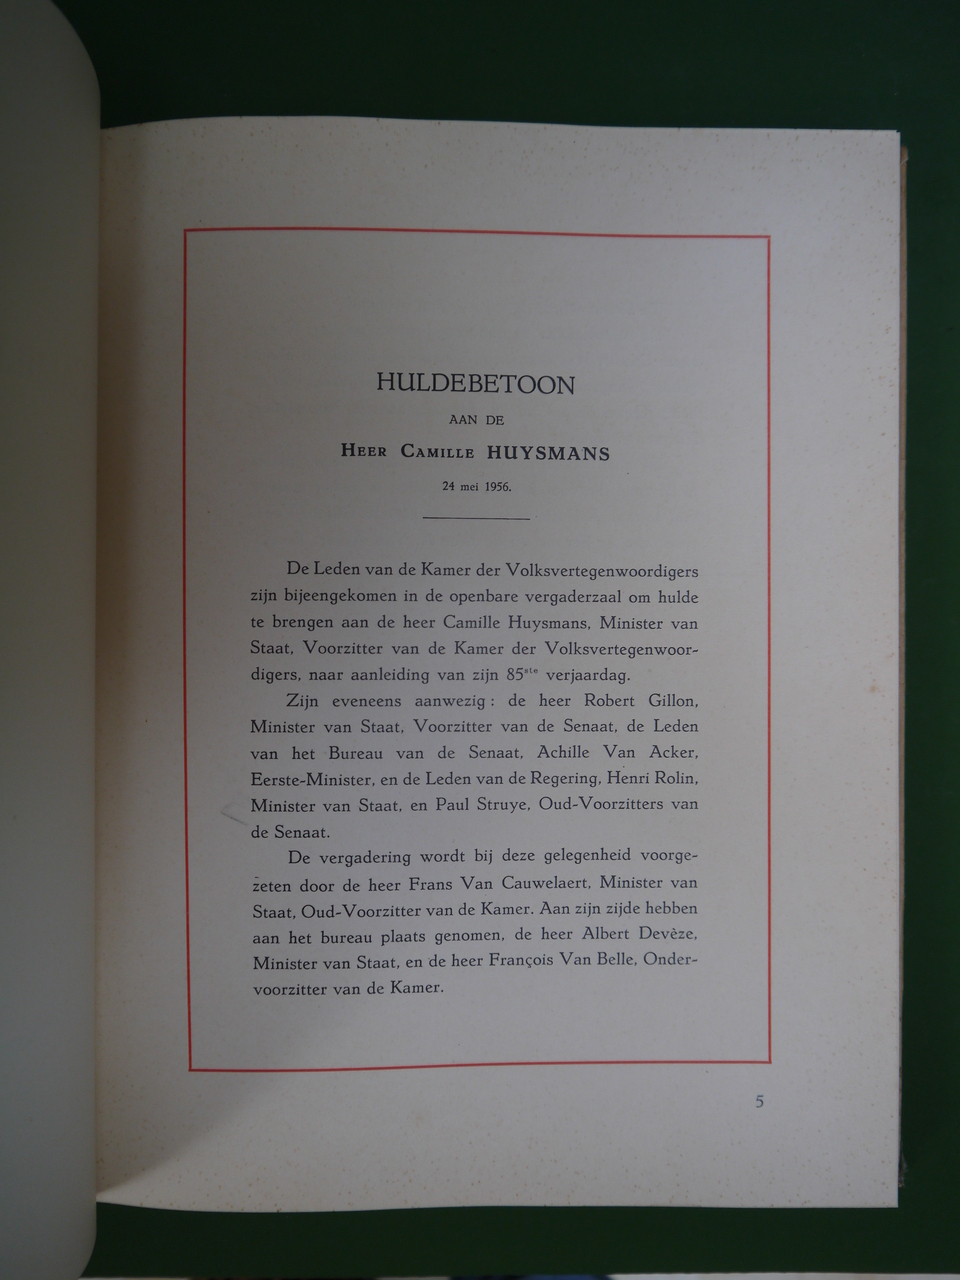 HULDEBETOON
AAN DE
HEER CAMILLE HUYSMANS
24 mei 1956.
De Leden van de Kamer der Volksvertegenwoordigers
zijn bijeengekomen in de openbare vergaderzaal om hulde
te brengen aan de heer Camille Huysmans, Minister van
Staat, Voorzitter van de Kamer der Volksvertegenwoor-
digers, naar aanleiding van zijn 85ste verjaardag.
Zijn eveneens aanwezig : de heer Robert Gillon,
Minister van Staat, Voorzitter van de Senaat, de Leden
van het Bureau van de Senaat, Achille Van Acker,
Eerste-Minister, en de Leden van de Regering, Henri Rolin,
Minister van Staat, en Paul Struye, Oud-Voorzitters van
de Senaat.
De vergadering wordt bij deze gelegenheid voorge-
zeten door de heer Frans Van Cauwelaert, Minister van
Staat, Oud-Voorzitter van de Kamer. Aan zijn zijde hebben
aan het bureau plaats genomen, de heer Albert Devèze,
Minister van Staat, en de heer François Van Belle, Onder-
voorzitter van de Kamer.
5